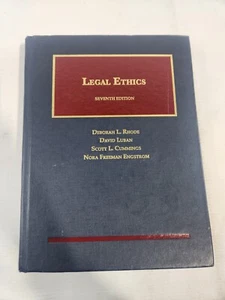 LEGAL ETHICS
SEVENTH EDITION
DEBORAH L. RHODE
DAVID LUBAN
SCOTT L. CUMMINGS
NORA FREEMAN ENGSTROM